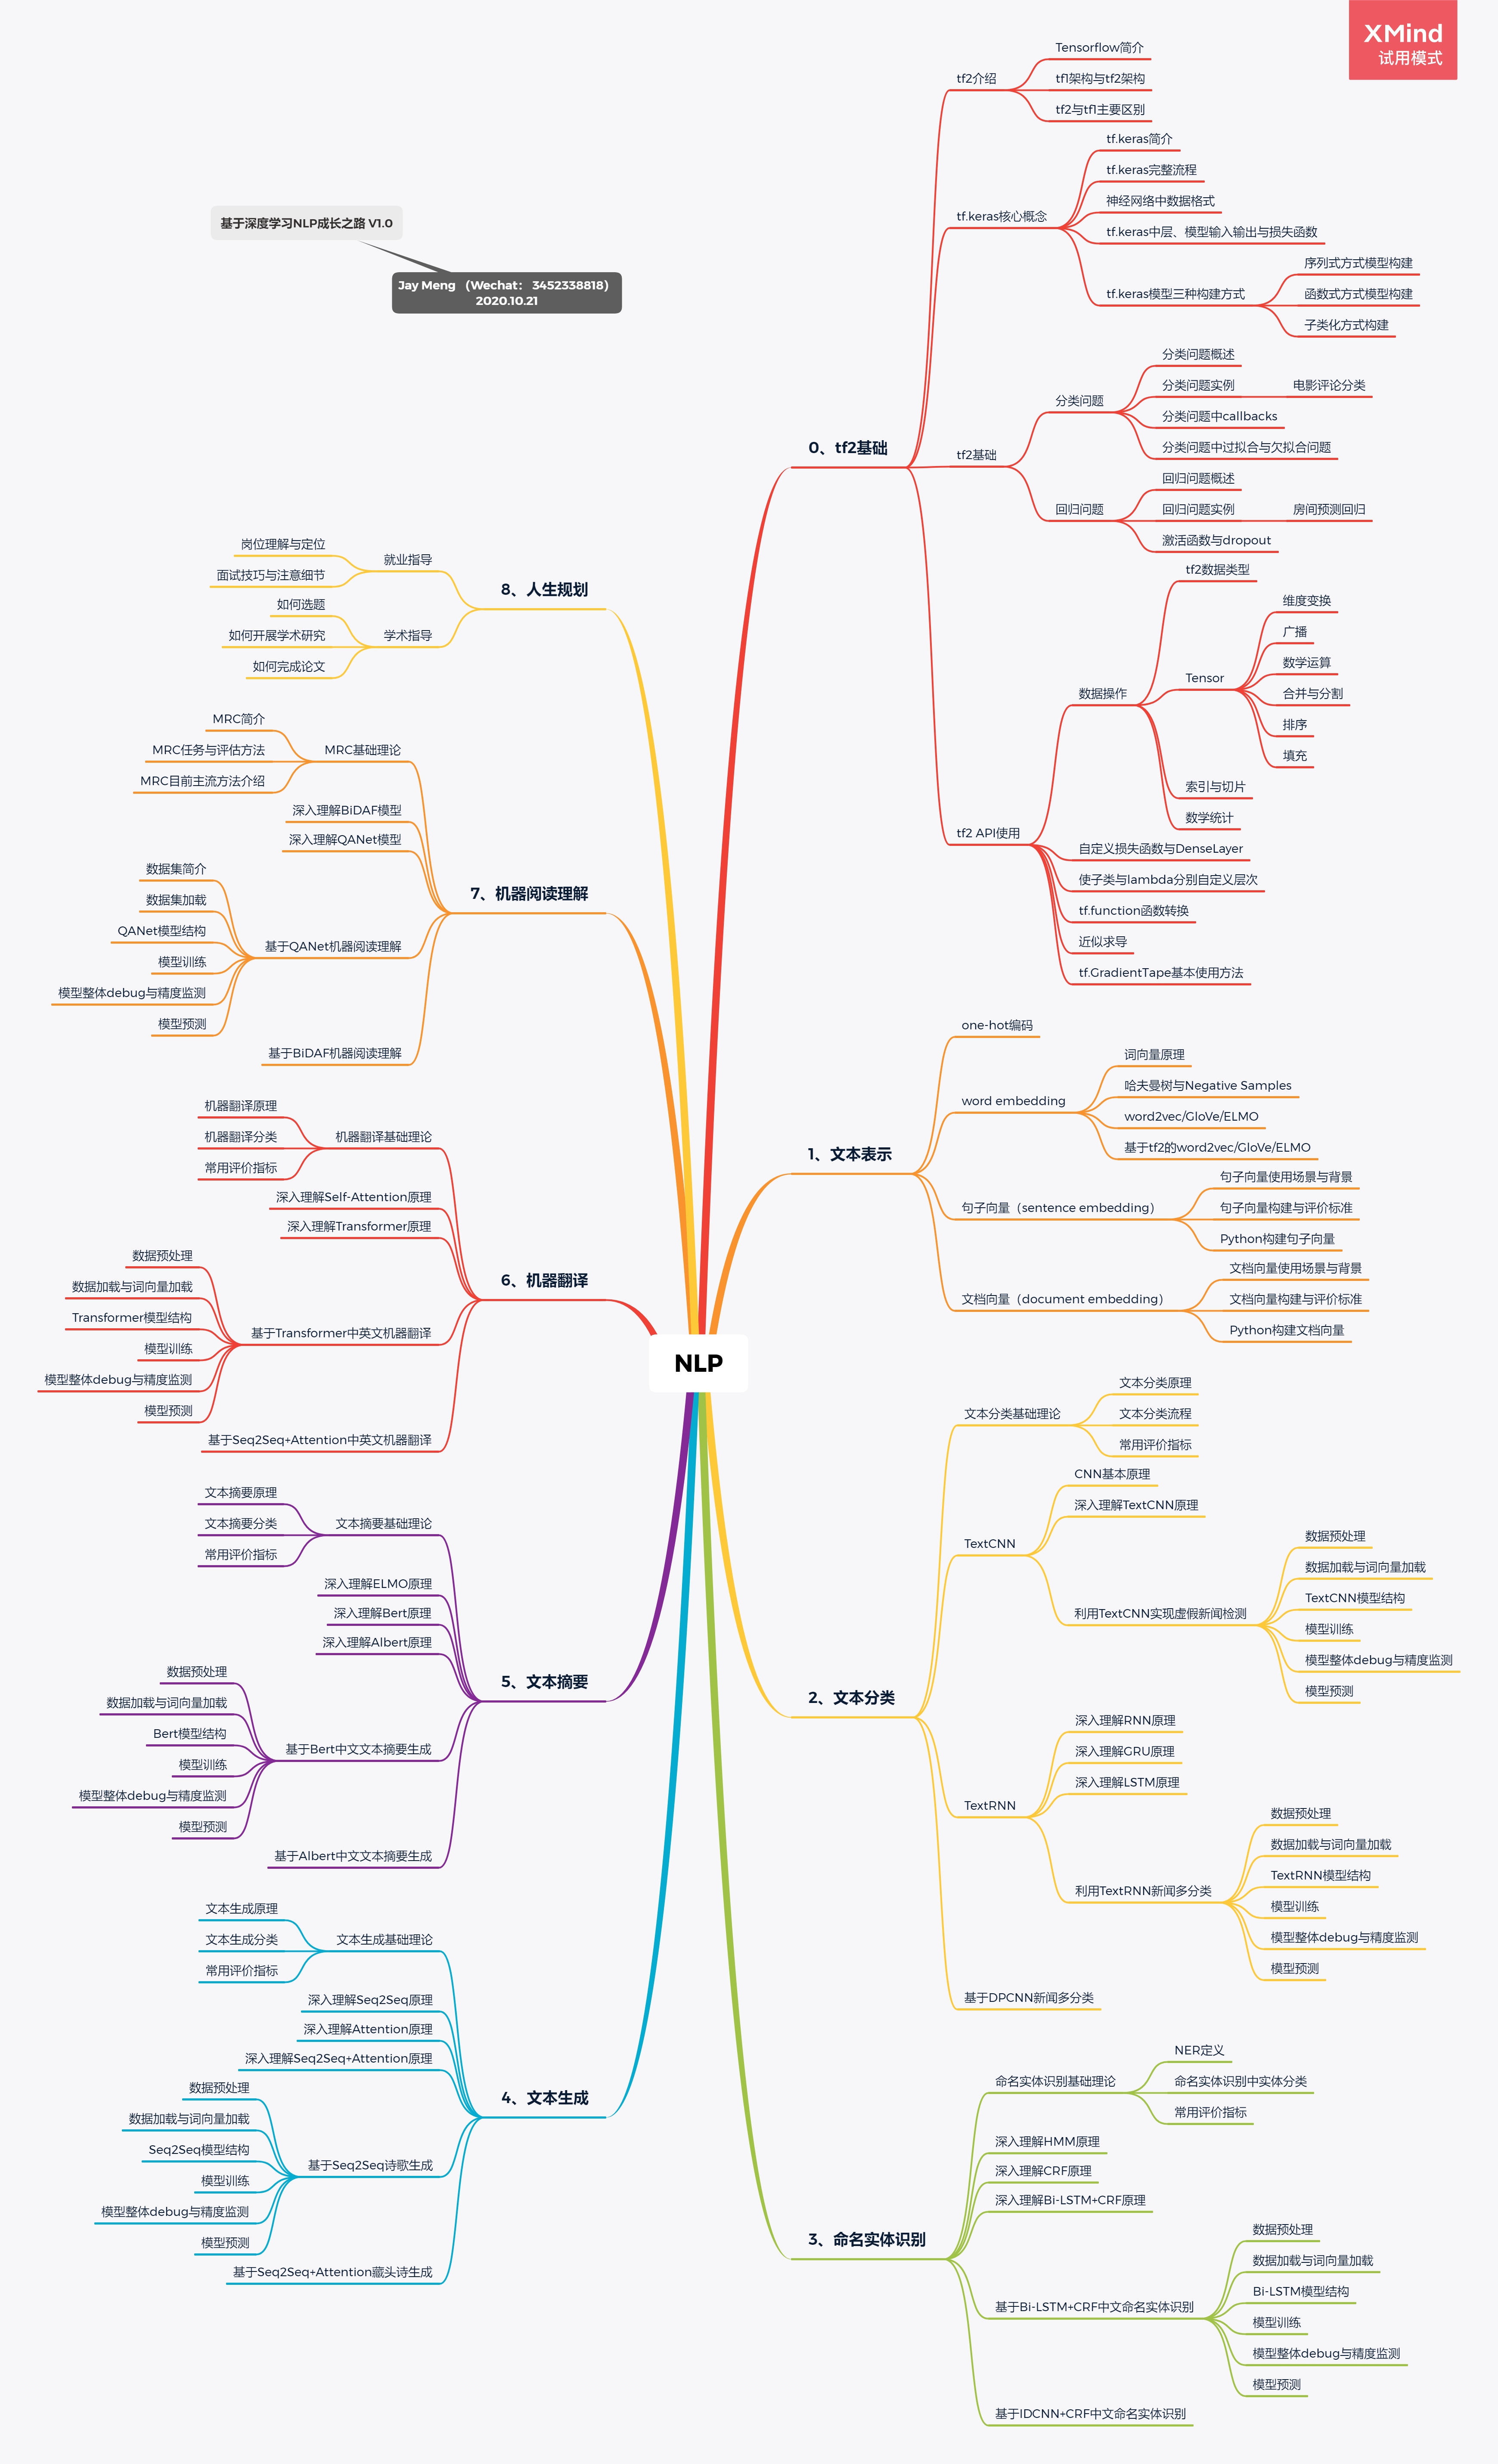 XMind
试用模式
基于深度学习NLP成长之路 V1.0
Jay Meng （Wechat： 3452338818）
2020.10.21
NLP
0、tf2基础
tf2介绍
Tensorflow简介
tf1架构与tf2架构
tf2与tf1主要区别
tf.keras核心概念
tf.keras简介
tf.keras完整流程
神经网络中数据格式
tf.keras中层、模型输入输出与损失函数
tf.keras模型三种构建方式
序列式方式模型构建
函数式方式模型构建
子类化方式构建
tf2基础
分类问题
分类问题概述
分类问题实例
电影评论分类
分类问题中callbacks
分类问题中过拟合与欠拟合问题
回归问题
回归问题概述
回归问题实例
房间预测回归
激活函数与dropout
tf2 API使用
数据操作
tf2数据类型
Tensor
维度变换
广播
数学运算
合并与分割
排序
填充
索引与切片
数学统计
自定义损失函数与DenseLayer
使子类与lambda分别自定义层次
tf.function函数转换
近似求导
tf.GradientTape基本使用方法
1、文本表示
one-hot编码
word embedding
词向量原理
哈夫曼树与Negative Samples
word2vec/GloVe/ELMO
基于tf2的word2vec/GloVe/ELMO
句子向量（sentence embedding）
句子向量使用场景与背景
句子向量构建与评价标准
Python构建句子向量
文档向量（document embedding）
文档向量使用场景与背景
文档向量构建与评价标准
Python构建文档向量
2、文本分类
文本分类基础理论
文本分类原理
文本分类流程
常用评价指标
TextCNN
CNN基本原理
深入理解TextCNN原理
利用TextCNN实现虚假新闻检测
数据预处理
数据加载与词向量加载
TextCNN模型结构
模型训练
模型整体debug与精度监测
模型预测
TextRNN
深入理解RNN原理
深入理解GRU原理
深入理解LSTM原理
利用TextRNN新闻多分类
数据预处理
数据加载与词向量加载
TextRNN模型结构
模型训练
模型整体debug与精度监测
模型预测
基于DPCNN新闻多分类
3、命名实体识别
命名实体识别基础理论
NER定义
命名实体识别中实体分类
常用评价指标
深入理解HMM原理
深入理解CRF原理
深入理解Bi-LSTM+CRF原理
基于Bi-LSTM+CRF中文命名实体识别
数据预处理
数据加载与词向量加载
Bi-LSTM模型结构
模型训练
模型整体debug与精度监测
模型预测
基于IDCNN+CRF中文命名实体识别
4、文本生成
文本生成基础理论
文本生成原理
文本生成分类
常用评价指标
深入理解Seq2Seq原理
深入理解Attention原理
深入理解Seq2Seq+Attention原理
基于Seq2Seq诗歌生成
数据预处理
数据加载与词向量加载
Seq2Seq模型结构
模型训练
模型整体debug与精度监测
模型预测
基于Seq2Seq+Attention藏头诗生成
5、文本摘要
文本摘要基础理论
文本摘要原理
文本摘要分类
常用评价指标
深入理解ELMO原理
深入理解Bert原理
深入理解Albert原理
基于Bert中文文本摘要生成
数据预处理
数据加载与词向量加载
Bert模型结构
模型训练
模型整体debug与精度监测
模型预测
基于Albert中文文本摘要生成
6、机器翻译
机器翻译基础理论
机器翻译原理
机器翻译分类
常用评价指标
深入理解Self-Attention原理
深入理解Transformer原理
基于Transformer中英文机器翻译
数据预处理
数据加载与词向量加载
Transformer模型结构
模型训练
模型整体debug与精度监测
模型预测
基于Seq2Seq+Attention中英文机器翻译
7、机器阅读理解
MRC基础理论
MRC简介
MRC任务与评估方法
MRC目前主流方法介绍
深入理解BiDAF模型
深入理解QANet模型
基于QANet机器阅读理解
数据集简介
数据集加载
QANet模型结构
模型训练
模型整体debug与精度监测
模型预测
基于BiDAF机器阅读理解
8、人生规划
就业指导
岗位理解与定位
面试技巧与注意细节
学术指导
如何选题
如何开展学术研究
如何完成论文